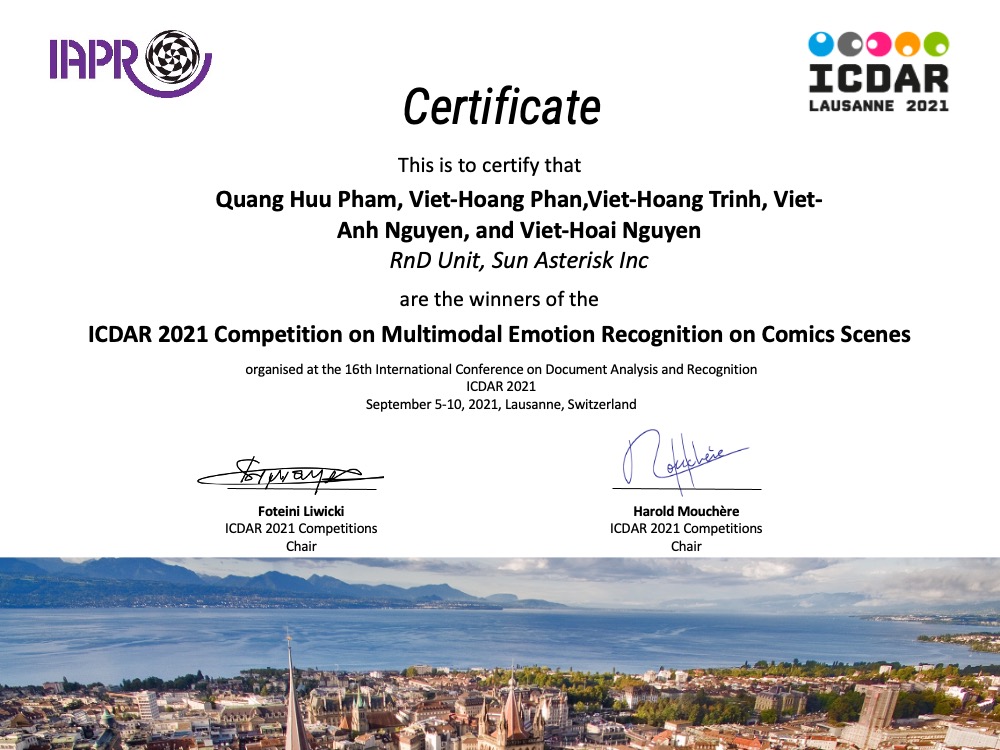 IAPR
ICDAR
LAUSANNE 2021
Certificate
This is to certify that
Quang Huu Pham, Viet-Hoang Phan,Viet-Hoang Trinh, Viet-
Anh Nguyen, and Viet-Hoai Nguyen
RnD Unit, Sun Asterisk Inc
are the winners of the
ICDAR 2021 Competition on Multimodal Emotion Recognition on Comics Scenes
organised at the 16th International Conference on Document Analysis and Recognition
ICDAR 2021
September 5-10, 2021, Lausanne, Switzerland
Foteini Liwicki
ICDAR 2021 Competitions
Chair
Harold Mouchère
ICDAR 2021 Competitions
Chair